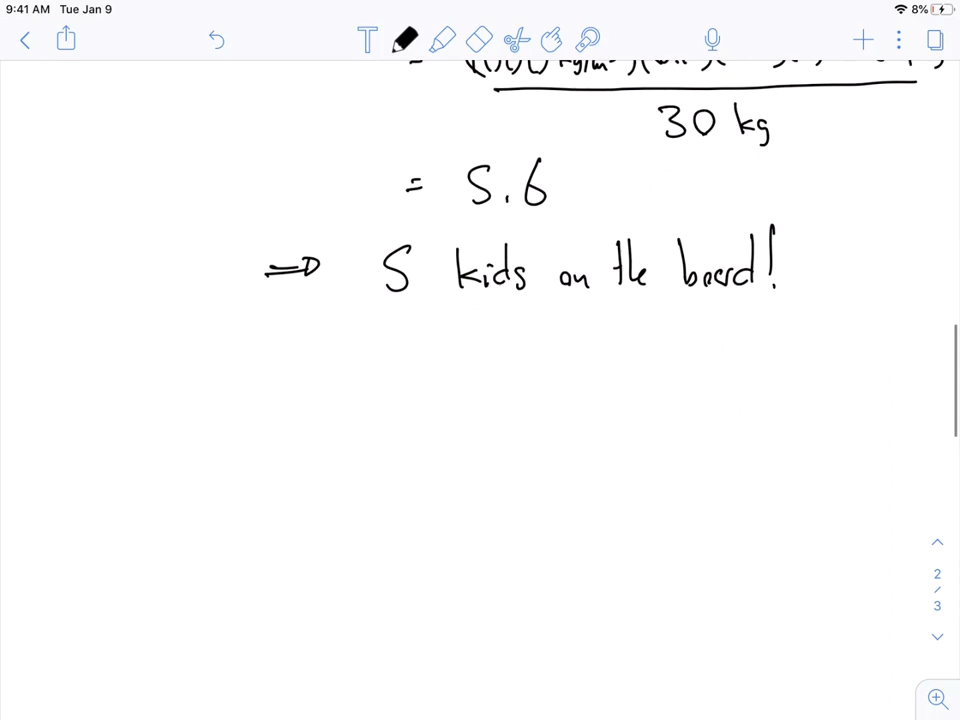 9:41 AM Tue Jan 9
8%
T
30 kg
= 5.6
⇒ 5 kids on the board!
2
/
3